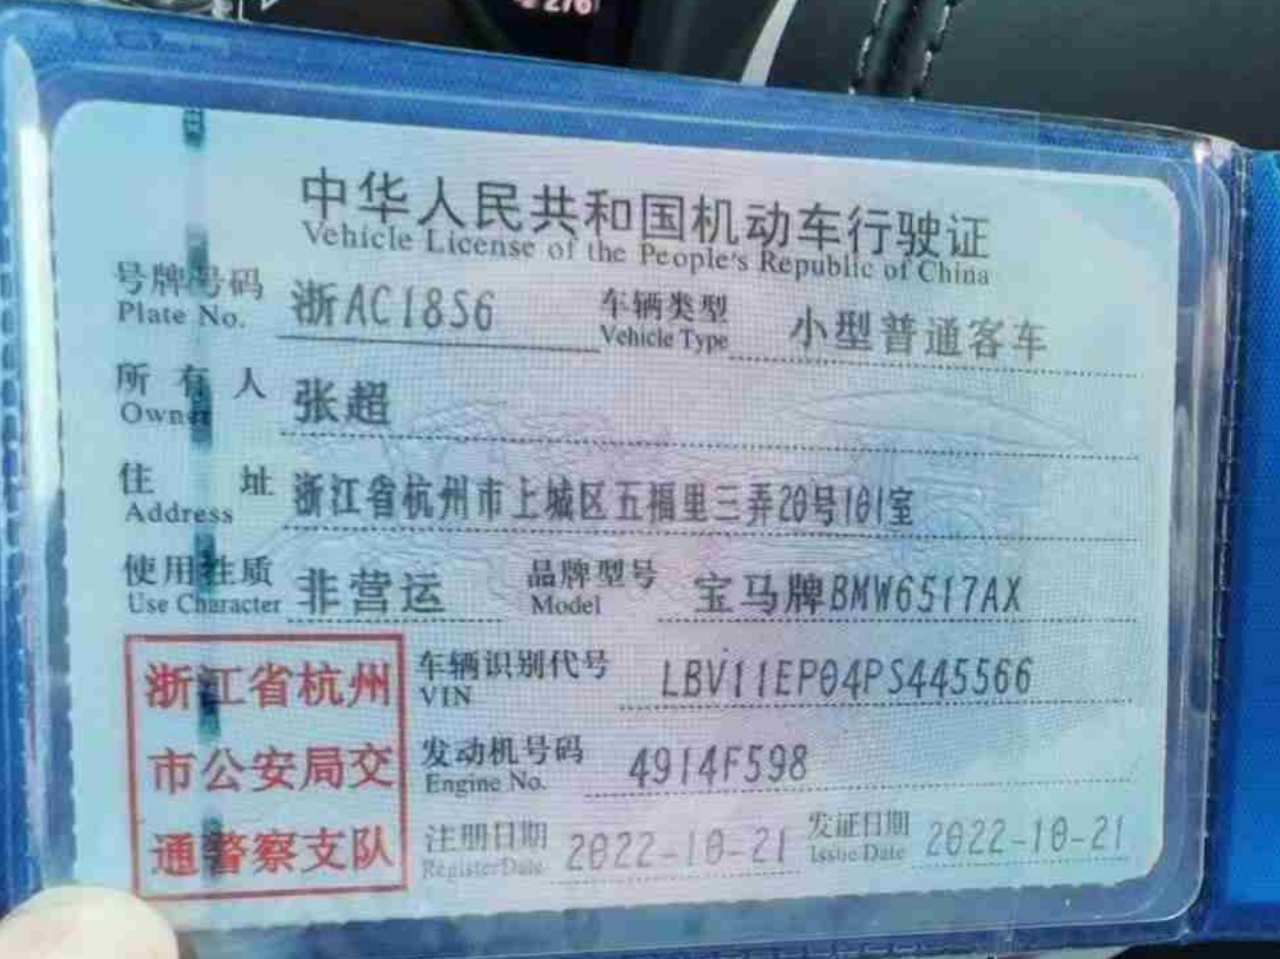 276
中华人民共和国机动车行驶证
Vehicle License of the People's Republic of China
号牌号码 浙AC18S6 车辆类型 小型普通客车
Plate No. Vehicle Type
所有人 张超
Owner
住址 浙江省杭州市上城区五福里三弄20号101室
Address
使用性质 非营运 品牌型号 宝马牌BMW6517AX
Use Character Model
浙江省杭州
市公安局交
通警察支队
车辆识别代号 LBV11EP04PS445566
VIN
发动机号码 4914F598
Engine No.
注册日期 2022-10-21 发证日期 2022-10-21
Register Date Issue Date